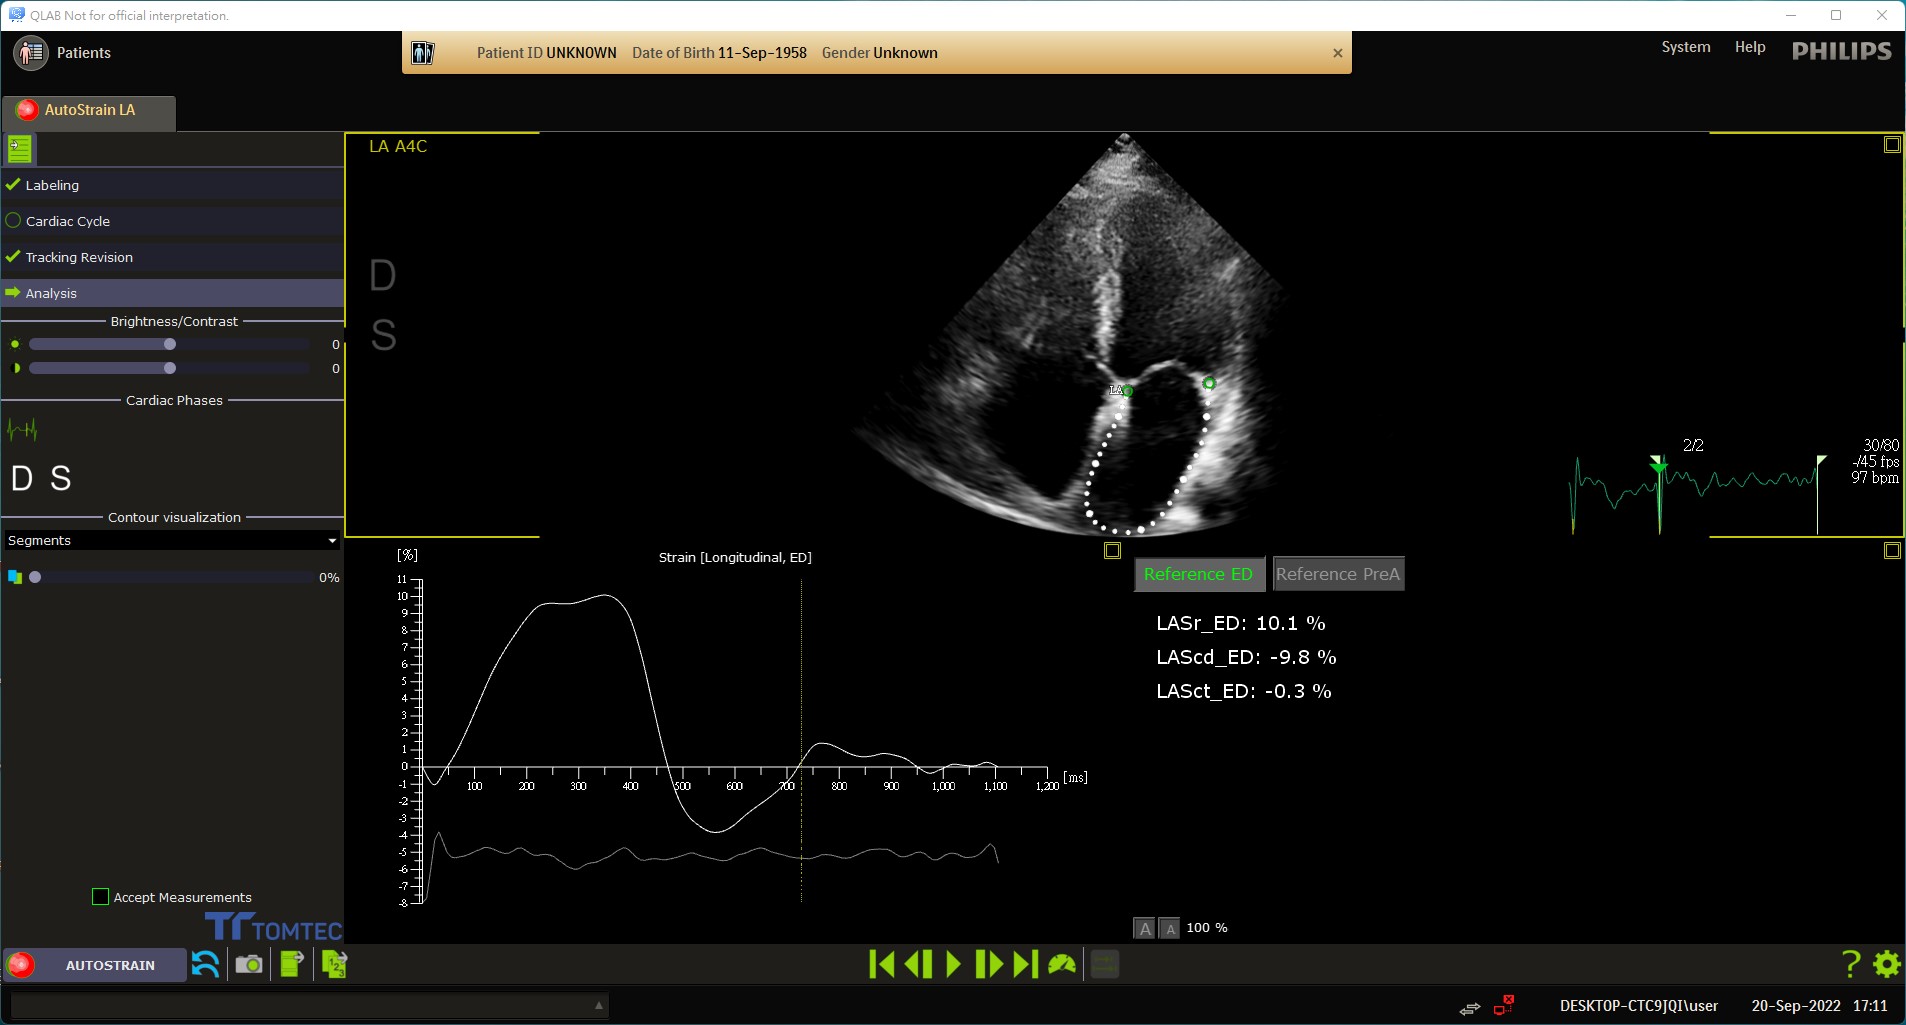 QLAB Not for official interpretation.
Patients
Patient ID UNKNOWN Date of Birth 11-Sep-1958 Gender Unknown
System Help PHILIPS
AutoStrain LA
Labeling
Cardiac Cycle
Tracking Revision
Analysis
Brightness/Contrast
0
0
Cardiac Phases
D S
Contour visualization
Segments
0%
Accept Measurements
TOMTEC
LA A4C
D
S
LA
2/2
30/80
-/45 fps
97 bpm
[%]
Strain [Longitudinal, ED]
11
10
9
8
7
6
5
4
3
2
1
0
-1
-2
-3
-4
-5
-6
-7
-8
100 200 300 400 500 600 700 800 900 1,000 1,100 1,200 [ms]
Reference ED Reference PreA
LASr_ED: 10.1 %
LAScd_ED: -9.8 %
LASct_ED: -0.3 %
A A 100 %
AUTOSTRAIN
1 2 3
?
DESKTOP-CTC9JQI\user 20-Sep-2022 17:11